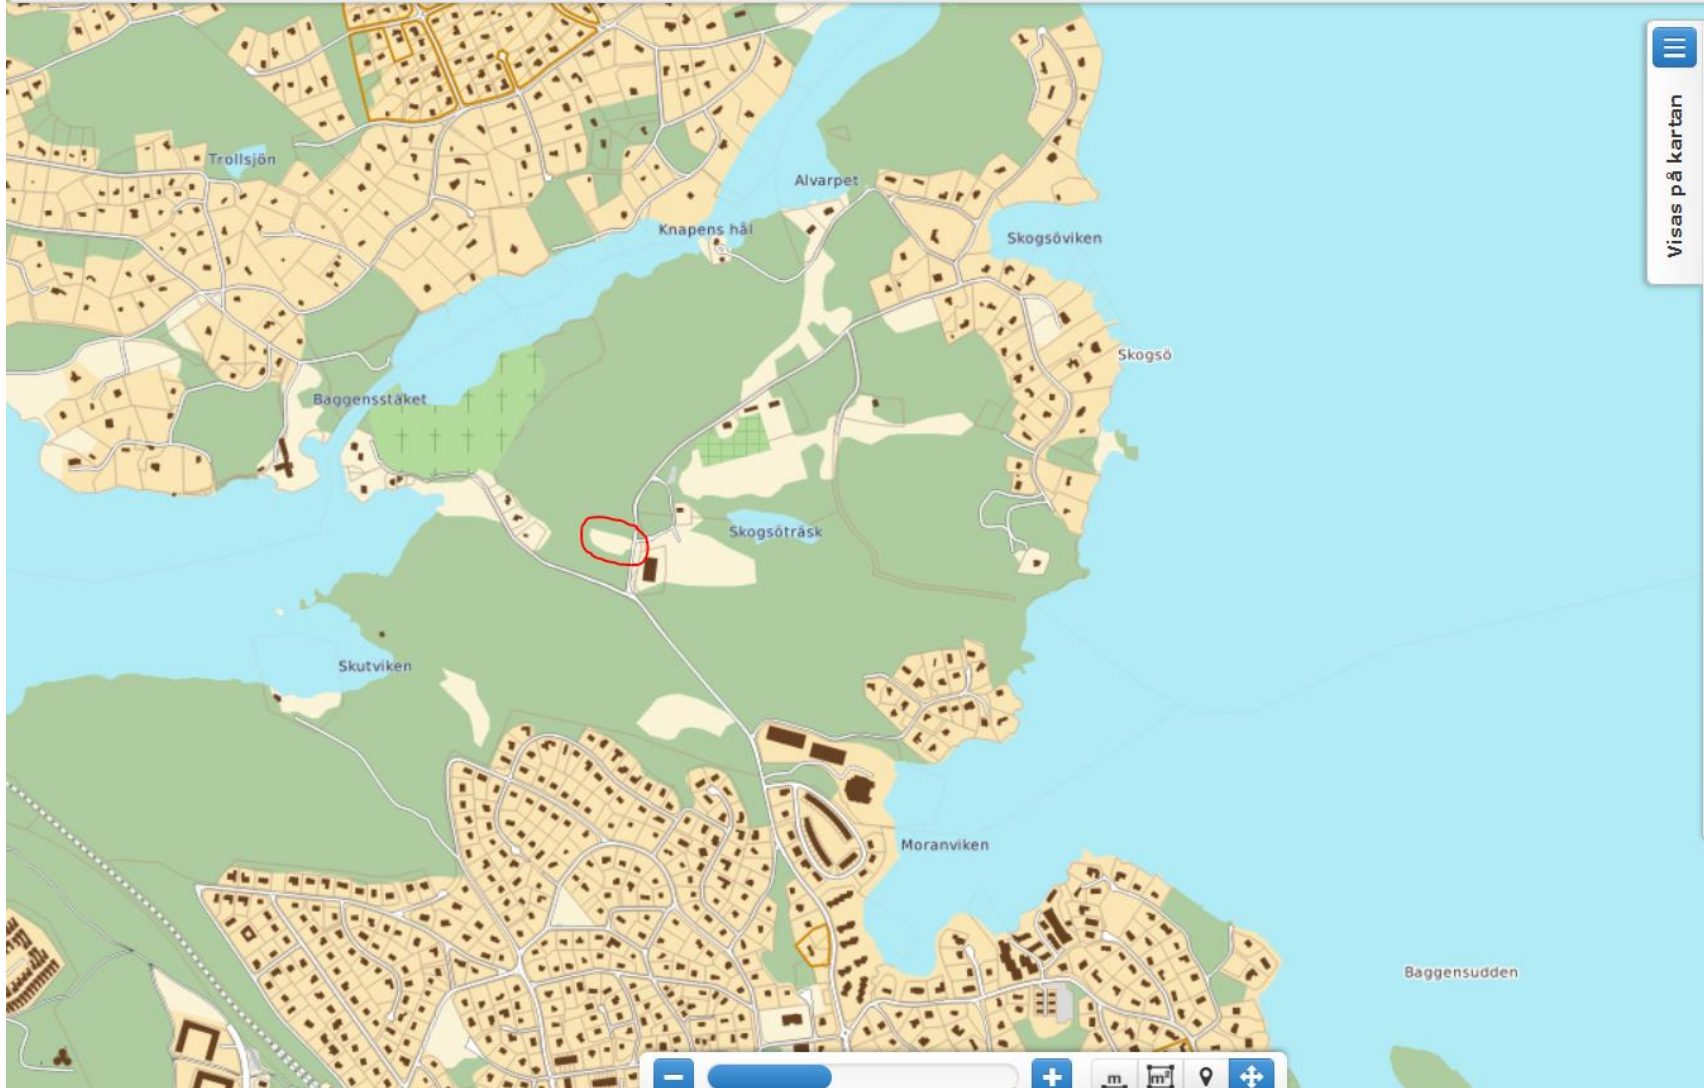 Visas på kartan
Trollsjön
Alvarpet
Knapens hål
Skogsöviken
Skogsö
Baggensstäket
Skogsöträsk
Skutviken
Moranviken
Baggensudden
m
m²